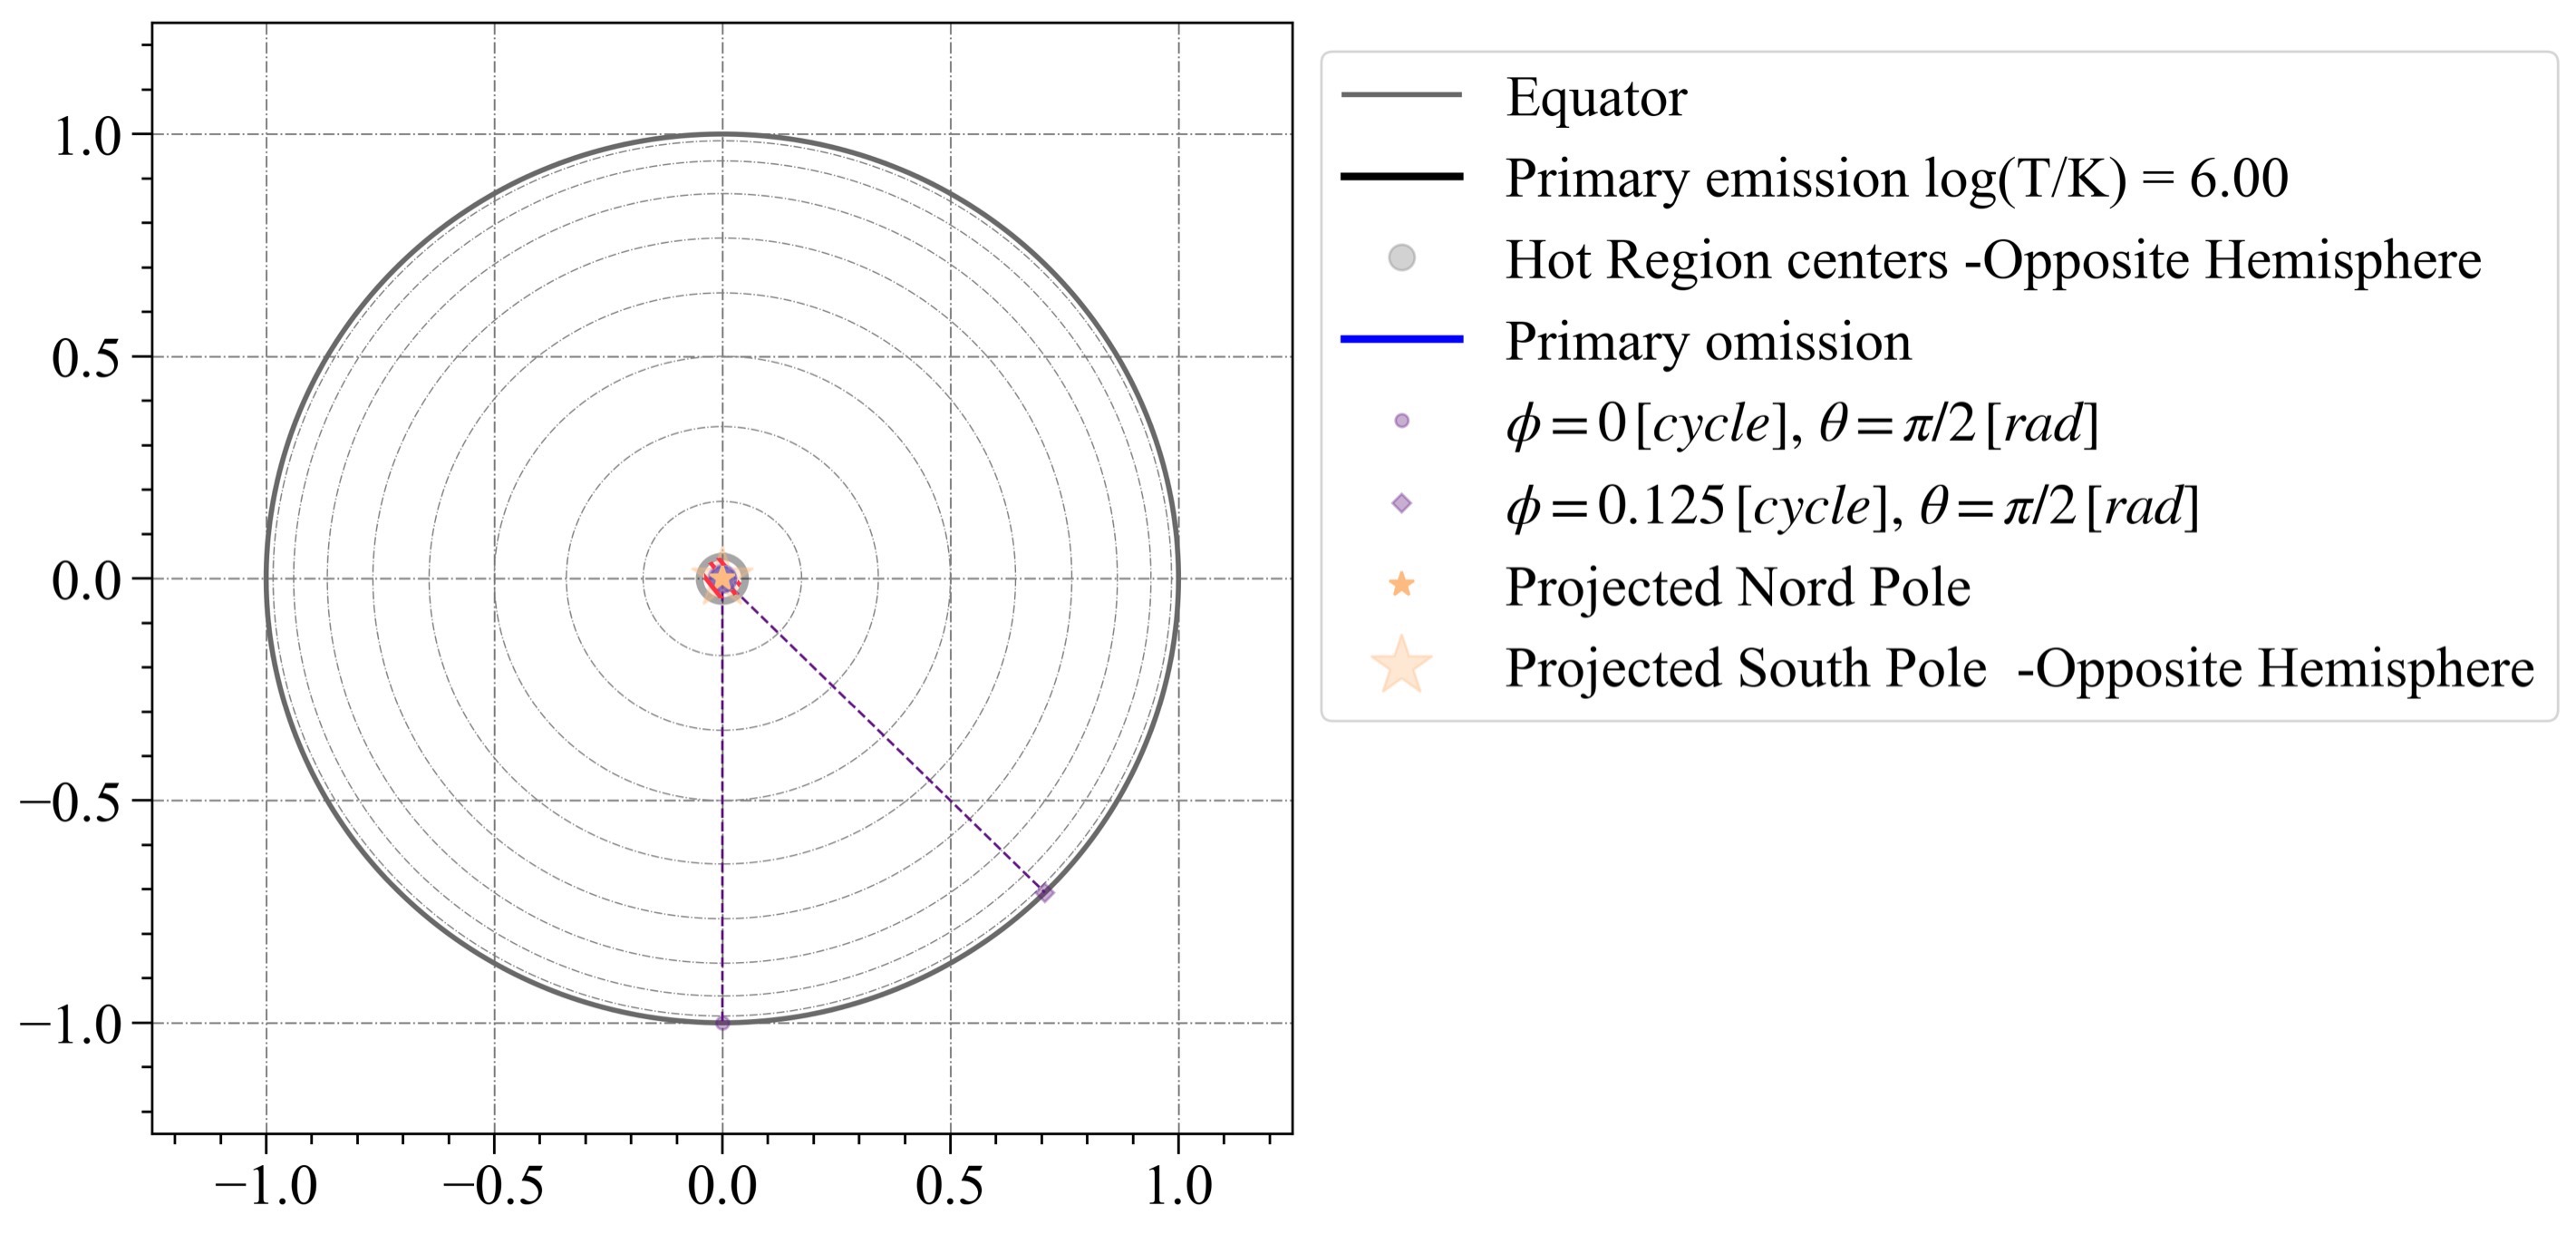 1.0
0.5
0.0
−0.5
−1.0
−1.0 −0.5 0.0 0.5 1.0
Equator
Primary emission log(T/K) = 6.00
Hot Region centers -Opposite Hemisphere
Primary omission
ϕ = 0 [cycle], θ = π/2 [rad]
ϕ = 0.125 [cycle], θ = π/2 [rad]
Projected Nord Pole
Projected South Pole -Opposite Hemisphere